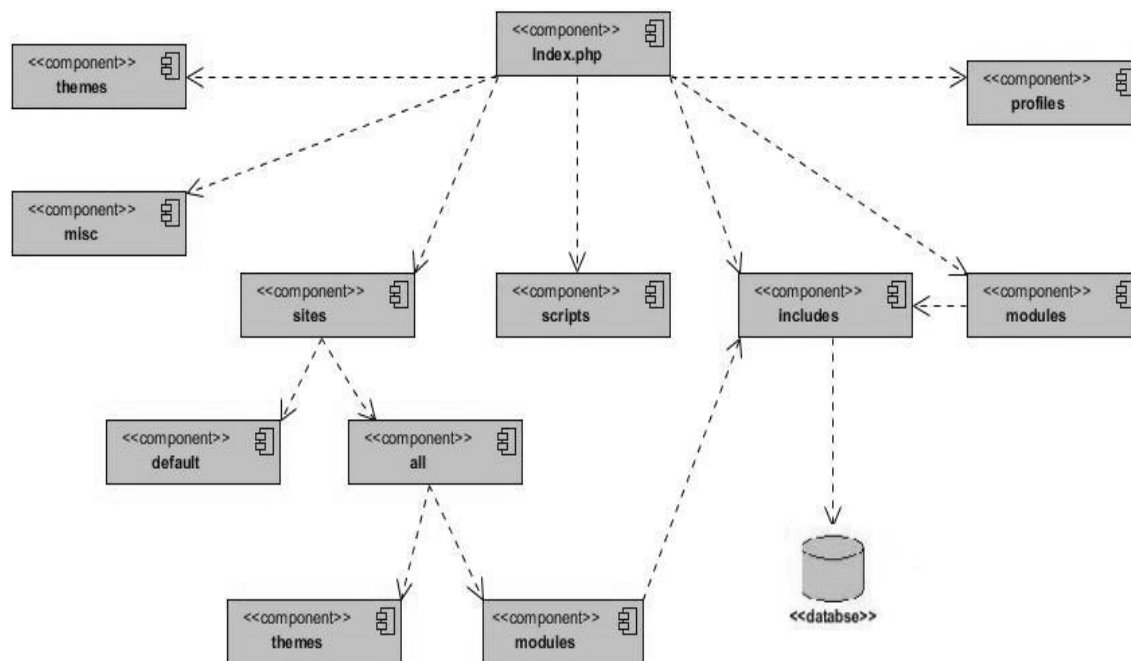 <<component>>
Index.php
<<component>>
themes
<<component>>
profiles
<<component>>
misc
<<component>>
sites
<<component>>
scripts
<<component>>
includes
<<component>>
modules
<<component>>
default
<<component>>
all
<<component>>
themes
<<component>>
modules
<<databse>>